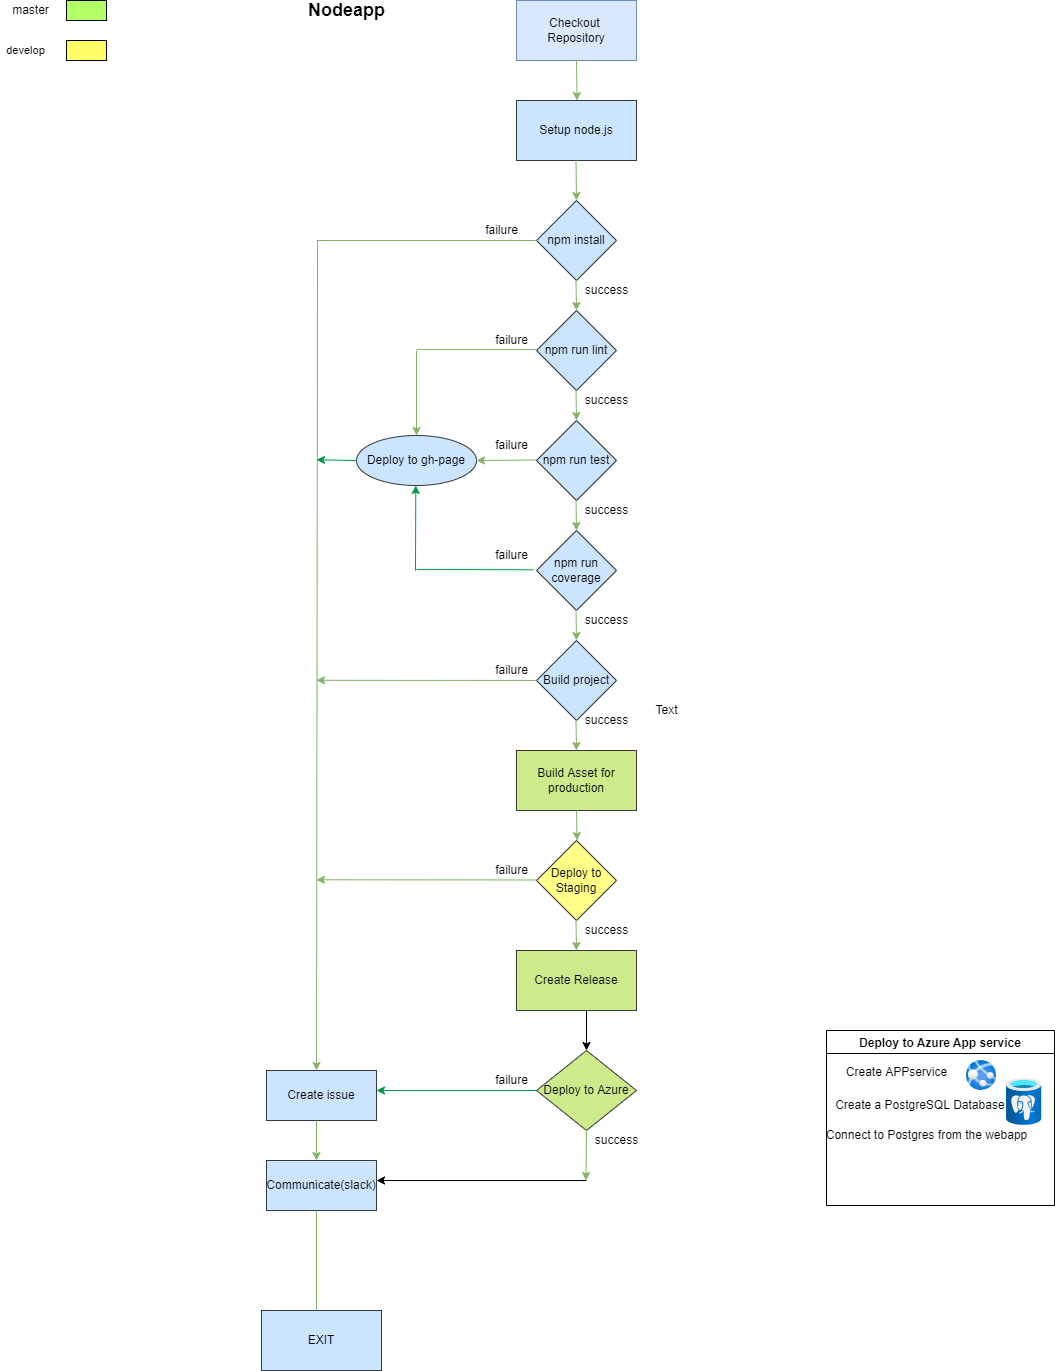 master
Nodeapp
develop
Checkout
Repository
Setup node.js
failure
npm install
success
failure
npm run lint
success
failure
Deploy to gh-page
npm run test
success
failure
npm run
coverage
success
failure
Build project
success
Text
Build Asset for
production
failure
Deploy to
Staging
success
Create Release
failure
Deploy to Azure
success
Create issue
Communicate(slack)
EXIT
Deploy to Azure App service
Create APPservice
Create a PostgreSQL Database
Connect to Postgres from the webapp